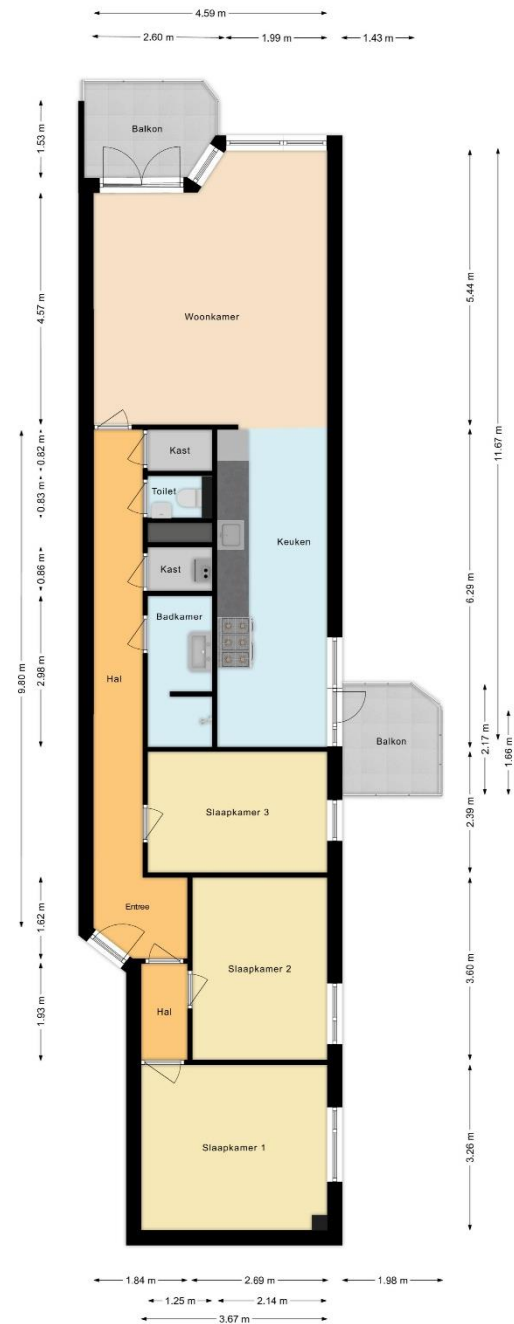 4.59 m
2.60 m
1.99 m
1.43 m
1.53 m
Balkon
4.57 m
Woonkamer
5.44 m
11.67 m
0.82 m
Kast
0.83 m
Toilet
Keuken
6.29 m
0.86 m
Kast
9.80 m
2.98 m
Badkamer
Hal
Balkon
2.17 m
1.66 m
Slaapkamer 3
2.39 m
1.62 m
Entree
Slaapkamer 2
3.60 m
1.93 m
Hal
Slaapkamer 1
3.26 m
1.84 m
2.69 m
1.98 m
1.25 m
2.14 m
3.67 m